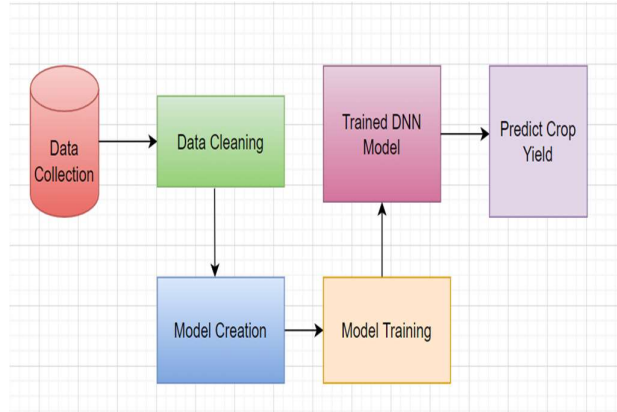 Data
Collection
Data Cleaning
Model Creation
Model Training
Trained DNN
Model
Predict Crop
Yield